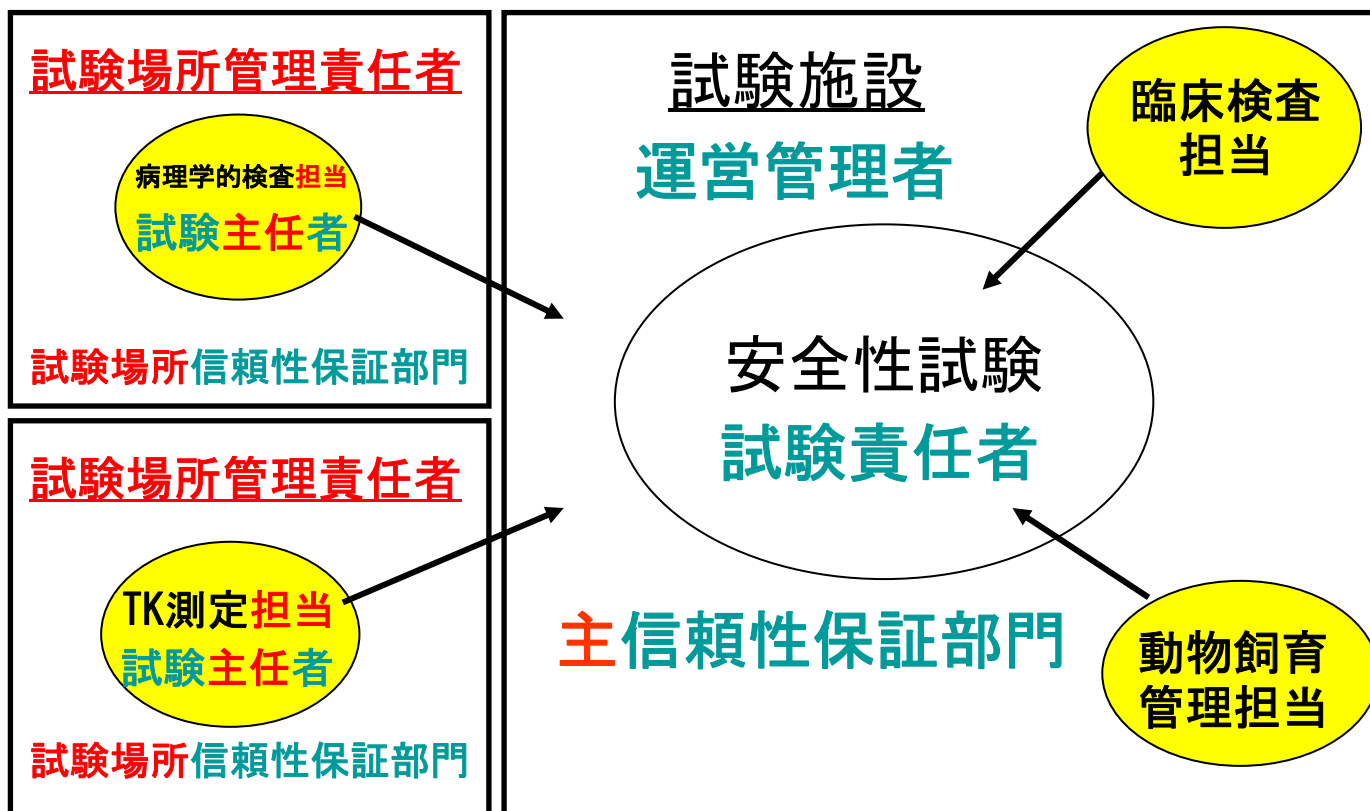 試験場所管理責任者
病理学的検査担当
試験主任者
試験場所信頼性保証部門
試験場所管理責任者
TK測定担当
試験主任者
試験場所信頼性保証部門
試験施設
運営管理者
臨床検査
担当
安全性試験
試験責任者
主信頼性保証部門
動物飼育
管理担当